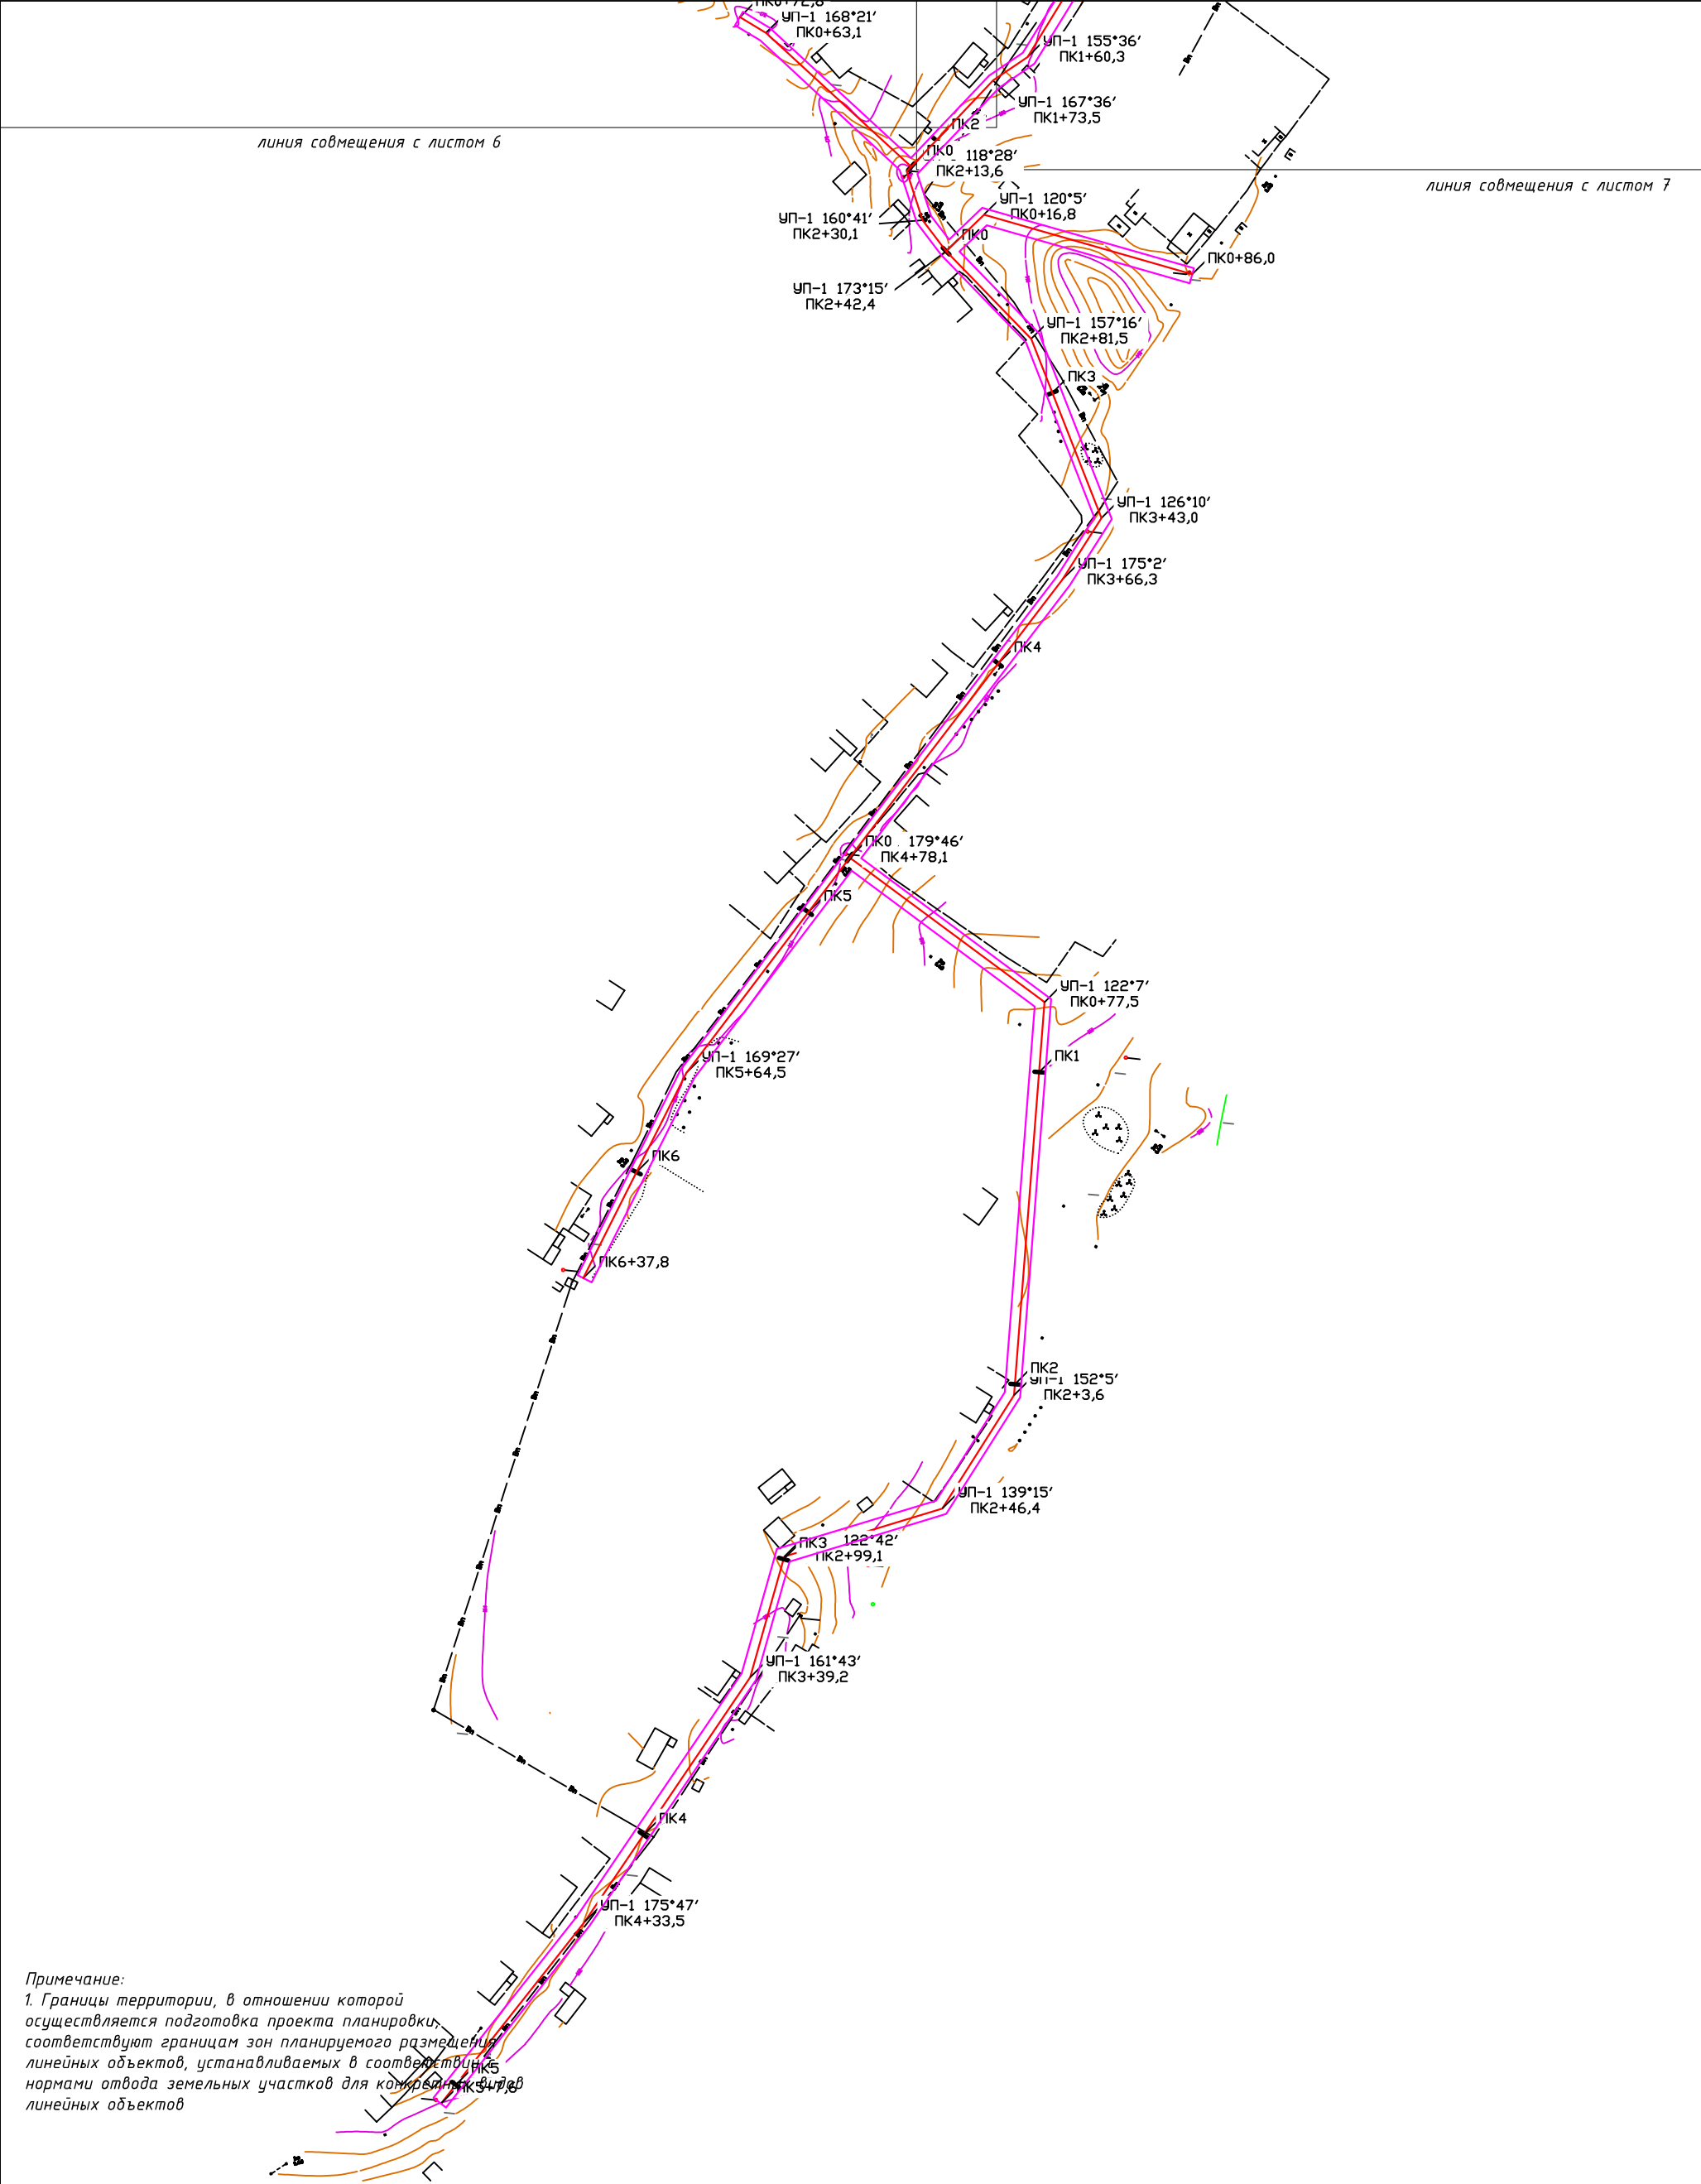 ПК0+72,8
УП-1 168°21'
ПК0+63,1
УП-1 155°36'
ПК1+60,3
УП-1 167°36'
ПК1+73,5
ПК2
линия совмещения с листом 6
ПК0
118°28'
ПК2+13,6
линия совмещения с листом 7
УП-1 120°5'
ПК0+16,8
УП-1 160°41'
ПК2+30,1
ПК0
ПК0+86,0
УП-1 173°15'
ПК2+42,4
УП-1 157°16'
ПК2+81,5
ПК3
УП-1 126°10'
ПК3+43,0
УП-1 175°2'
ПК3+66,3
ПК4
ПК0 179°46'
ПК4+78,1
ПК5
УП-1 122°7'
ПК0+77,5
УП-1 169°27'
ПК5+64,5
ПК1
ПК6
ПК6+37,8
ПК2
УП-1 152°5'
ПК2+3,6
УП-1 139°15'
ПК2+46,4
ПК3 122°42'
ПК2+99,1
УП-1 161°43'
ПК3+39,2
ПК4
УП-1 175°47'
ПК4+33,5
Примечание:
1. Границы территории, в отношении которой
осуществляется подготовка проекта планировки,
соответствуют границам зон планируемого размещения
линейных объектов, устанавливаемых в соответствии с
ПК5
нормами отвода земельных участков для конкретных видов
ПК5+7,6
линейных объектов